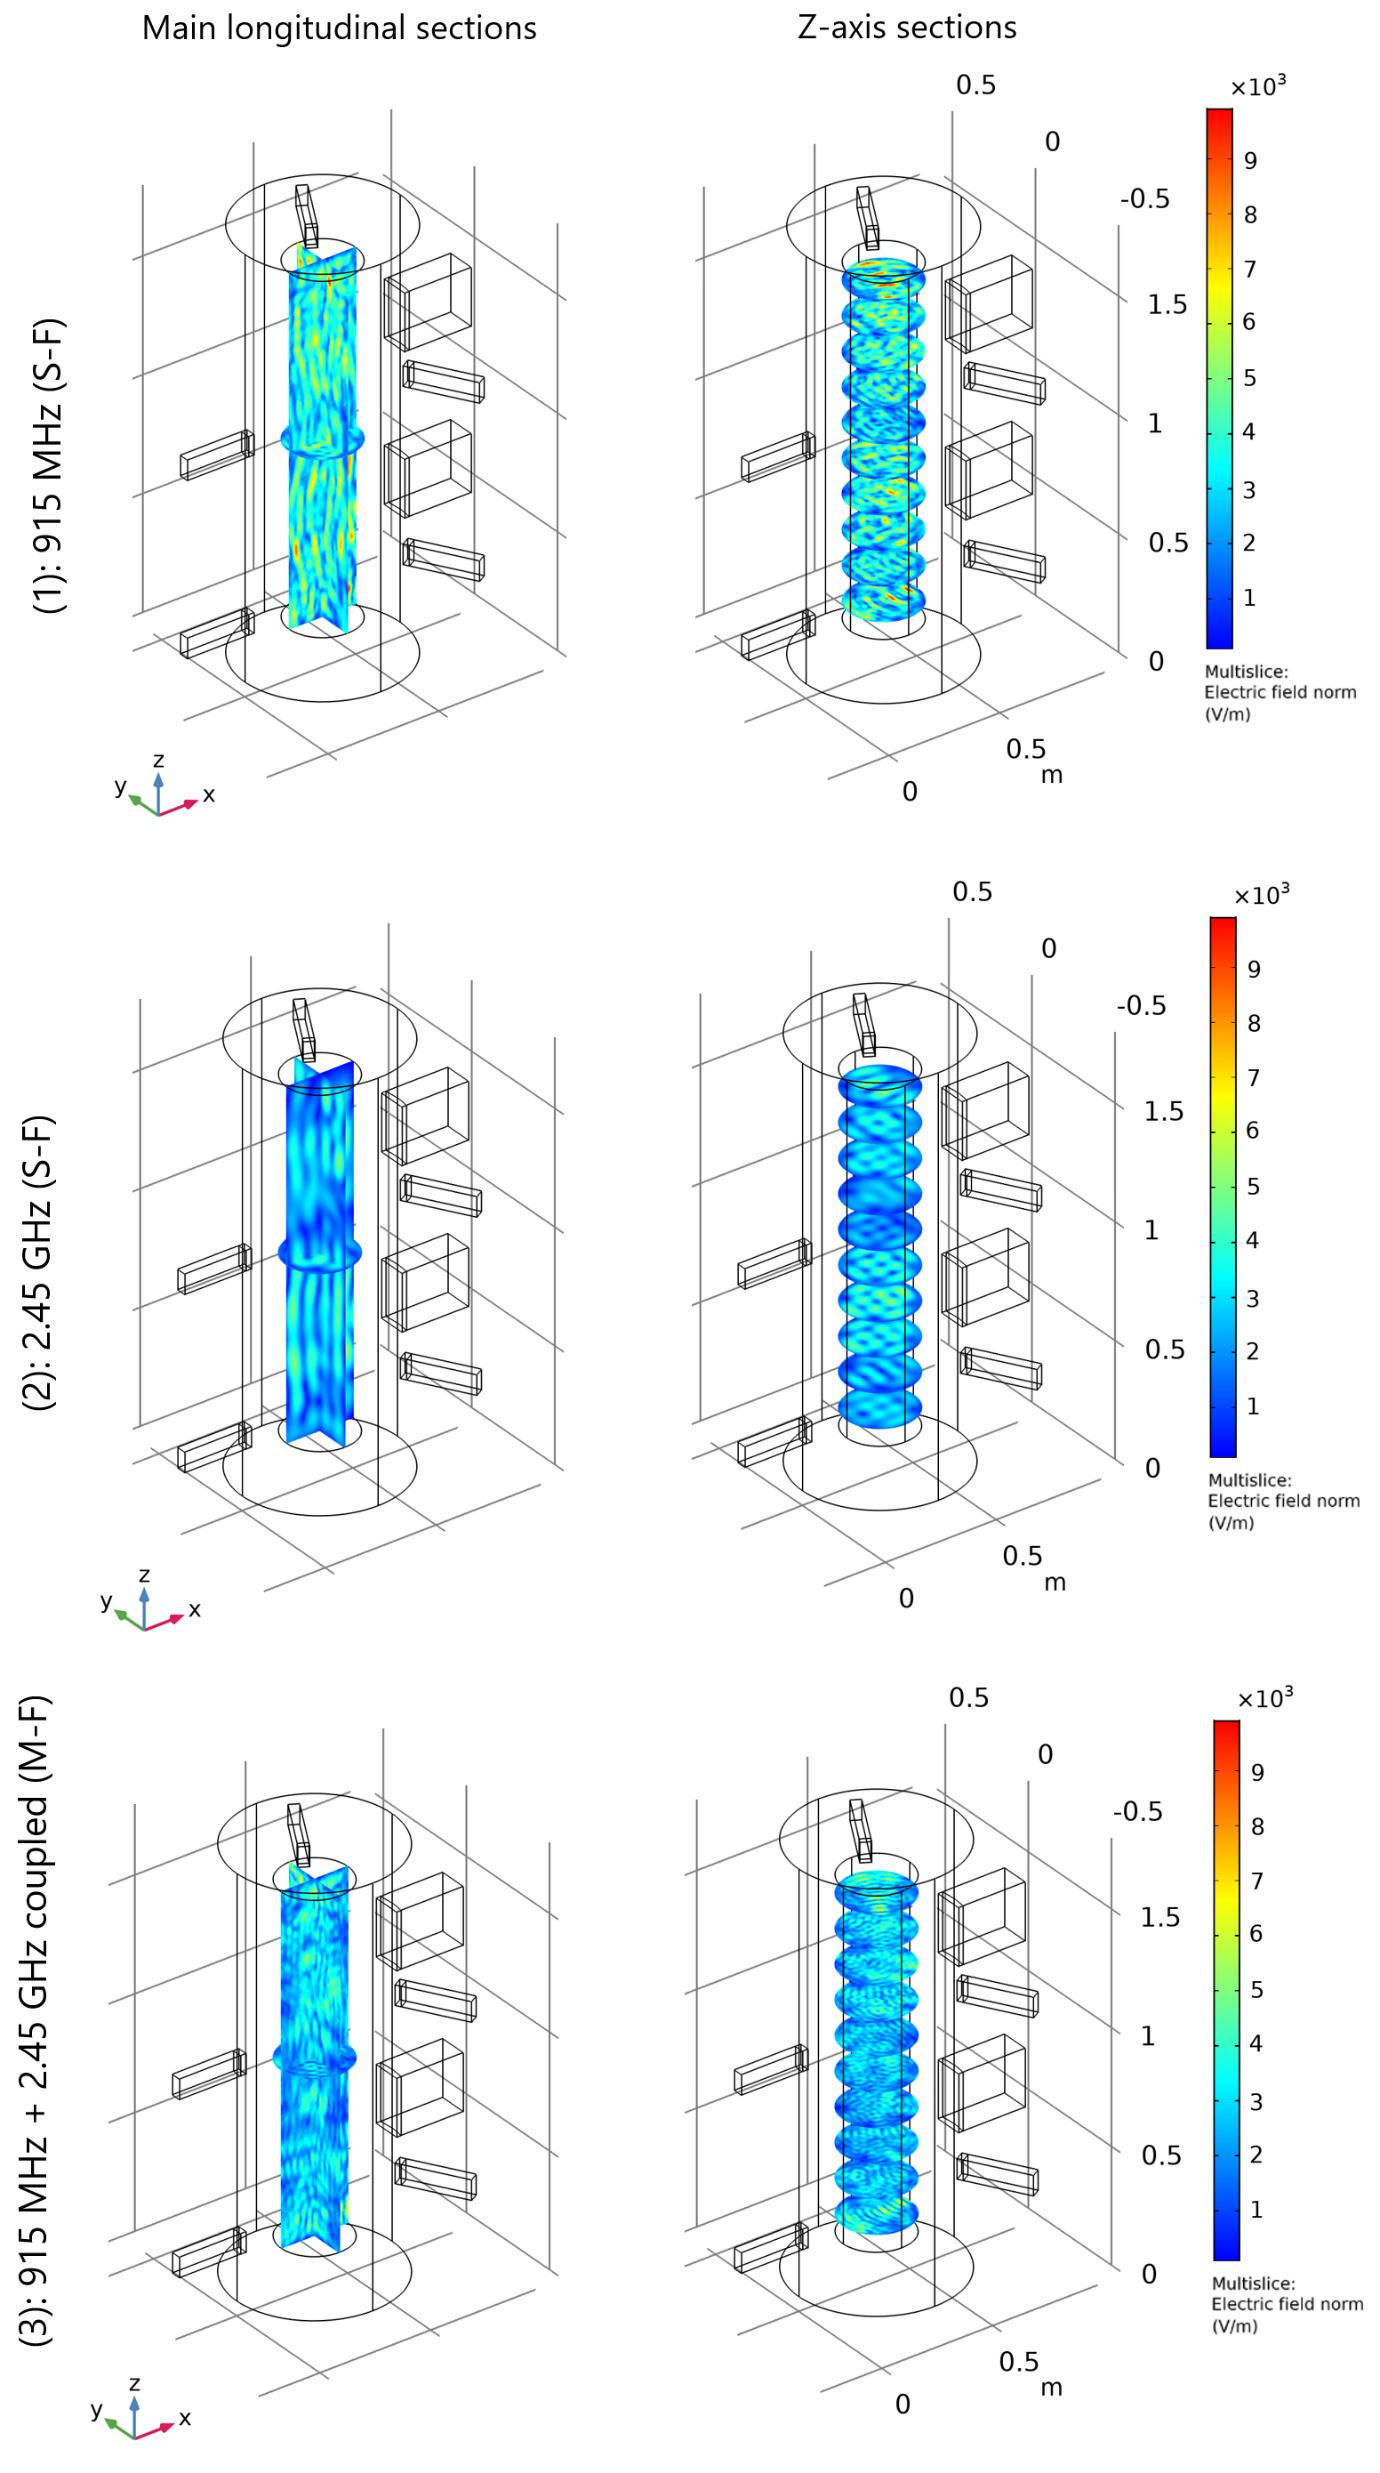 Main longitudinal sections
Z-axis sections
(1): 915 MHz (S-F)
0.5
0
-0.5
1.5
1
0.5
0
0.5
m
0
×10³
9
8
7
6
5
4
3
2
1
Multislice:
Electric field norm
(V/m)
z
y
x
(2): 2.45 GHz (S-F)
0.5
0
-0.5
1.5
1
0.5
0
0.5
m
0
×10³
9
8
7
6
5
4
3
2
1
Multislice:
Electric field norm
(V/m)
z
y
x
(3): 915 MHz + 2.45 GHz coupled (M-F)
0.5
0
-0.5
1.5
1
0.5
0
0.5
m
0
×10³
9
8
7
6
5
4
3
2
1
Multislice:
Electric field norm
(V/m)
z
y
x